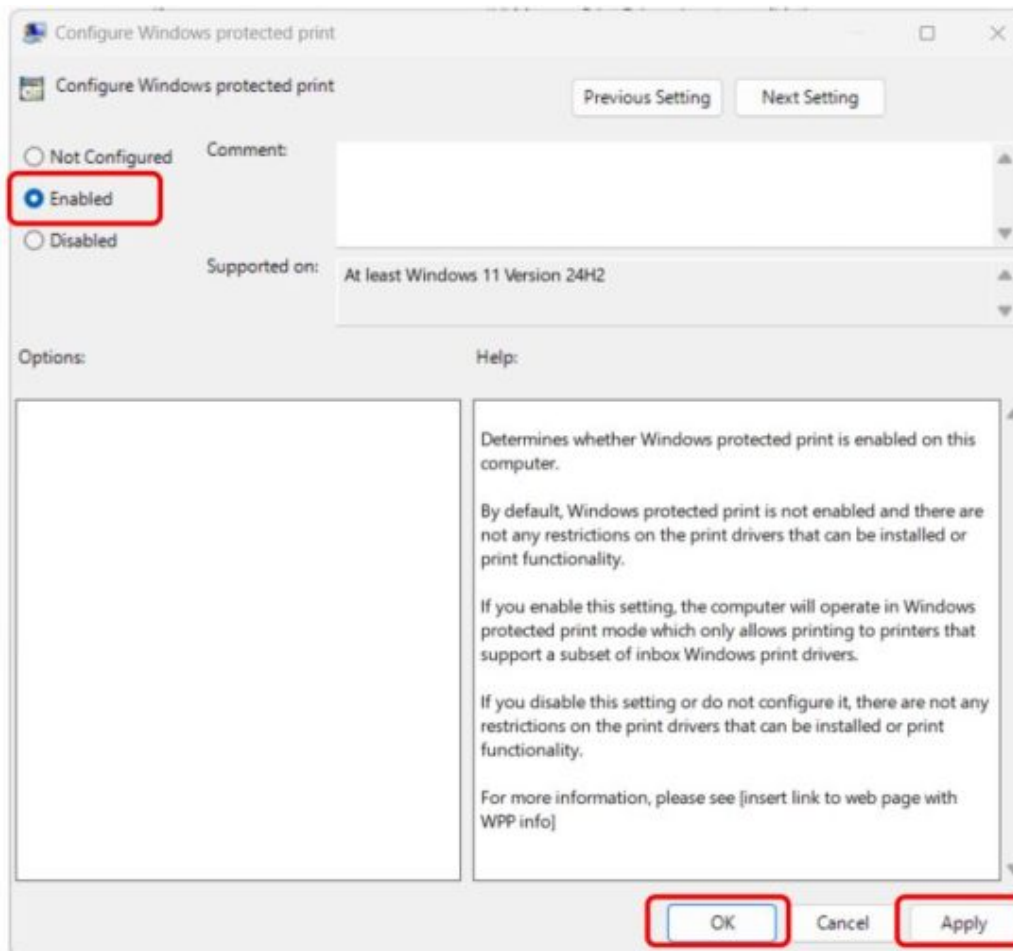 Configure Windows protected print
Configure Windows protected print
Previous Setting
Next Setting
Not Configured
Comment:
Enabled
Disabled
Supported on:
At least Windows 11 Version 24H2
Options:
Help:
Determines whether Windows protected print is enabled on this
computer.
By default, Windows protected print is not enabled and there are
not any restrictions on the print drivers that can be installed or
print functionality.
If you enable this setting, the computer will operate in Windows
protected print mode which only allows printing to printers that
support a subset of inbox Windows print drivers.
If you disable this setting or do not configure it, there are not any
restrictions on the print drivers that can be installed or print
functionality.
For more information, please see [insert link to web page with
WPP info]
OK
Cancel
Apply